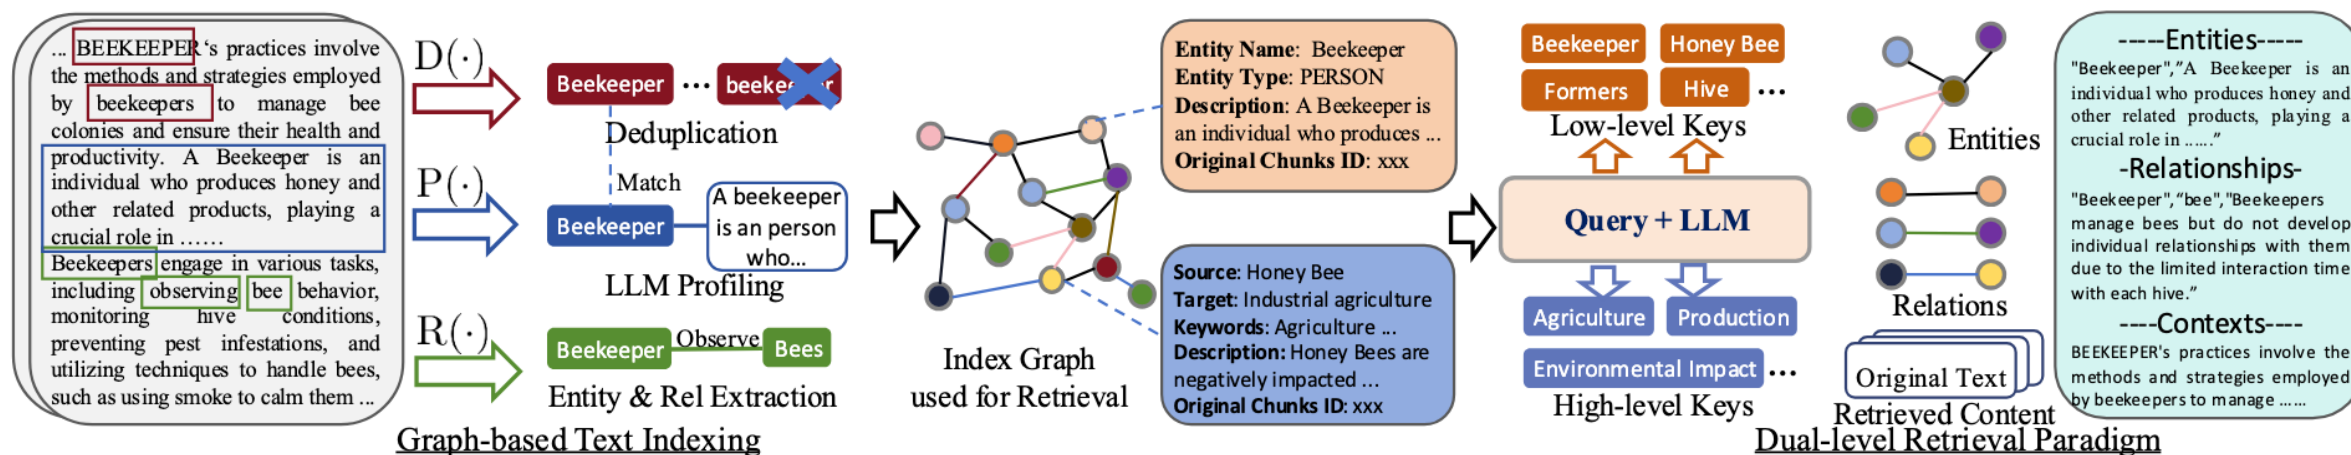 ... BEEKEEPER‘s practices involve
the methods and strategies employed
by beekeepers to manage bee
colonies and ensure their health and
productivity. A Beekeeper is an
individual who produces honey and
other related products, playing a
crucial role in ……
Beekeepers engage in various tasks,
including observing bee behavior,
monitoring hive conditions,
preventing pest infestations, and
utilizing techniques to handle bees,
such as using smoke to calm them ...
D(·)
Beekeeper ... beekeeper
Deduplication
Match
P(·)
Beekeeper
A beekeeper
is an person
who...
LLM Profiling
R(·)
Beekeeper Observe Bees
Entity & Rel Extraction
Graph-based Text Indexing
Index Graph
used for Retrieval
Entity Name: Beekeeper
Entity Type: PERSON
Description: A Beekeeper is
an individual who produces ...
Original Chunks ID: xxx
Source: Honey Bee
Target: Industrial agriculture
Keywords: Agriculture ...
Description: Honey Bees are
negatively impacted ...
Original Chunks ID: xxx
Beekeeper Honey Bee
Formers Hive ...
Low-level Keys
Query + LLM
Agriculture Production
Environmental Impact ...
High-level Keys
Entities
Relations
Original Text
Retrieved Content
Dual-level Retrieval Paradigm
-----Entities-----
"Beekeeper",”A Beekeeper is an
individual who produces honey and
other related products, playing a
crucial role in ……”
-Relationships-
"Beekeeper",“bee”,"Beekeepers
manage bees but do not develop
individual relationships with them
due to the limited interaction time
with each hive.”
----Contexts----
BEEKEEPER's practices involve the
methods and strategies employed
by beekeepers to manage ……